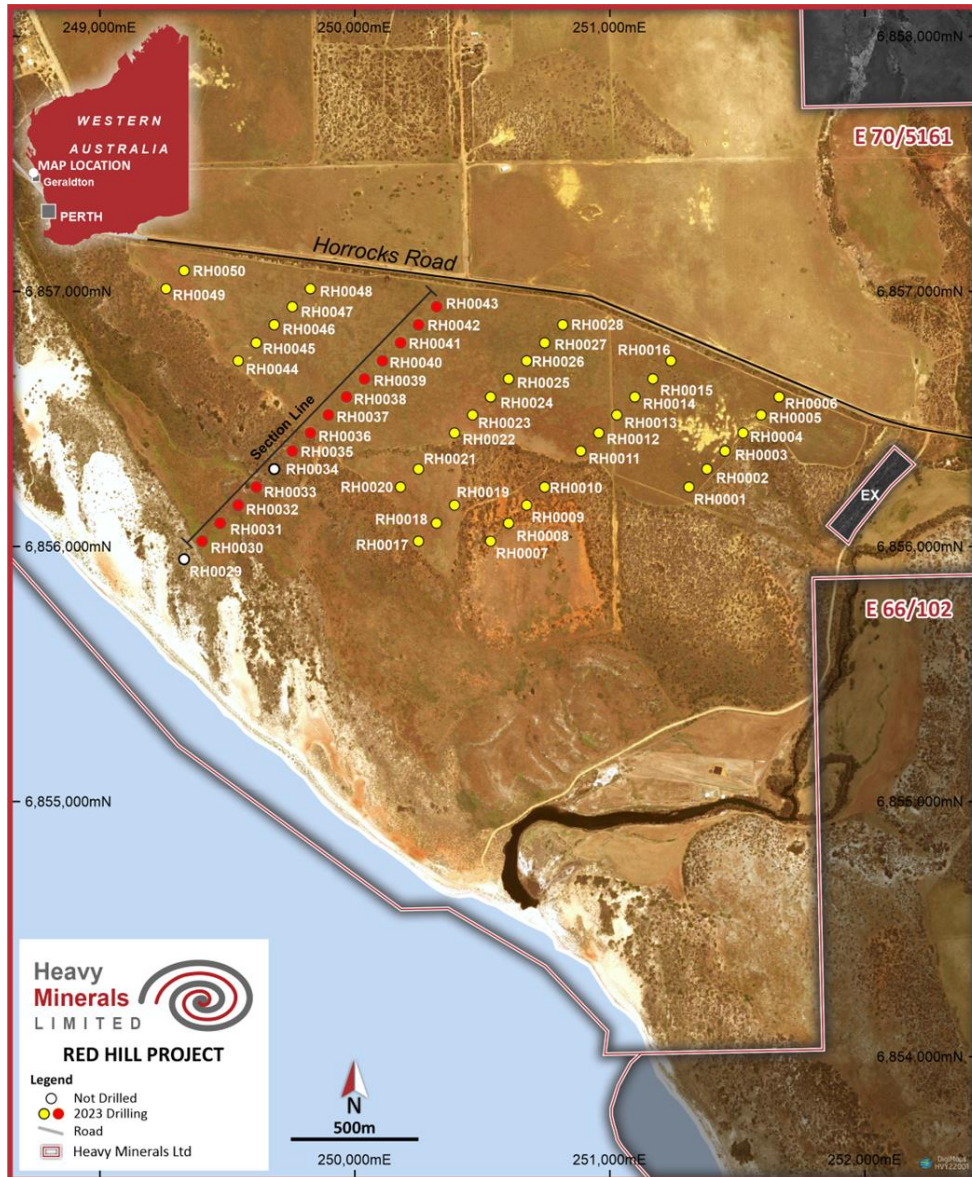 249,000mE
250,000mE
251,000mE
6,858,000mN
WESTERN
AUSTRALIA
MAP LOCATION
Geraldton
PERTH
E 70/5161
Horrocks Road
RH0050
RH0049
RH0048
RH0047
RH0046
RH0045
RH0044
6,857,000mN
6,857,000mN
RH0043
RH0042
RH0041
RH0040
RH0039
RH0038
RH0037
RH0036
RH0035
RH0034
RH0033
RH0032
RH0031
RH0030
RH0029
Section Line
RH0028
RH0027
RH0026
RH0025
RH0024
RH0023
RH0022
RH0021
RH0020
RH0019
RH0018
RH0017
RH0016
RH0015
RH0014
RH0013
RH0012
RH0011
RH0010
RH0009
RH0008
RH0007
RH0006
RH0005
RH0004
RH0003
RH0002
RH0001
EX
6,856,000mN
6,856,000mN
E 66/102
6,855,000mN
6,855,000mN
Heavy
Minerals
LIMITED
RED HILL PROJECT
Legend
Not Drilled
2023 Drilling
Road
Heavy Minerals Ltd
N
500m
6,854,000mN
250,000mE
251,000mE
252,000mE
DigiMaps
HV122001